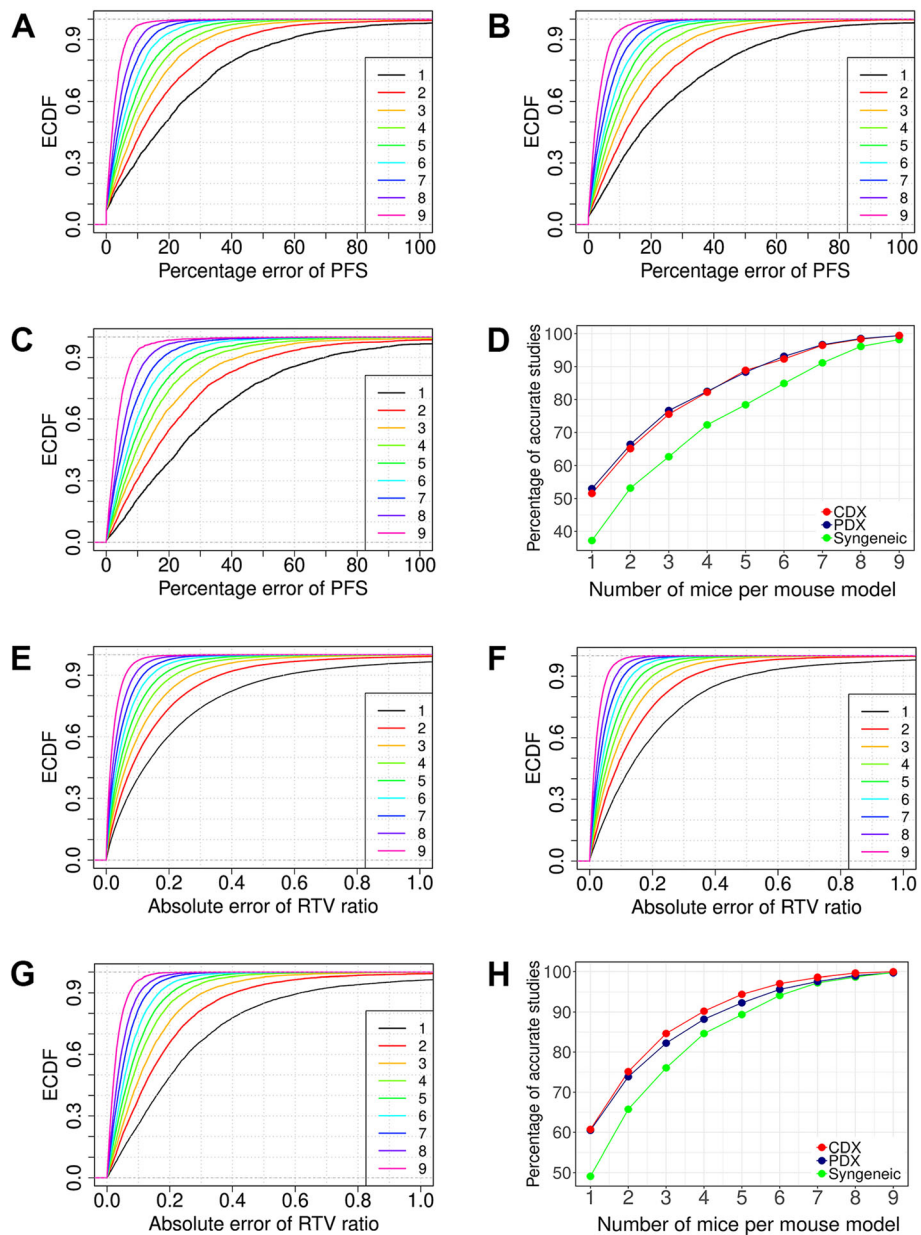 A
0.9
0.6
0.3
0.0
ECDF
1
2
3
4
5
6
7
8
9
0 20 40 60 80 100
Percentage error of PFS
B
0.9
0.6
0.3
0.0
ECDF
1
2
3
4
5
6
7
8
9
0 20 40 60 80 100
Percentage error of PFS
C
0.9
0.6
0.3
0.0
ECDF
1
2
3
4
5
6
7
8
9
0 20 40 60 80 100
Percentage error of PFS
D
100
90
80
70
60
50
40
Percentage of accurate studies
CDX
PDX
Syngeneic
1 2 3 4 5 6 7 8 9
Number of mice per mouse model
E
0.9
0.6
0.3
0.0
ECDF
1
2
3
4
5
6
7
8
9
0.0 0.2 0.4 0.6 0.8 1.0
Absolute error of RTV ratio
F
0.9
0.6
0.3
0.0
ECDF
1
2
3
4
5
6
7
8
9
0.0 0.2 0.4 0.6 0.8 1.0
Absolute error of RTV ratio
G
0.9
0.6
0.3
0.0
ECDF
1
2
3
4
5
6
7
8
9
0.0 0.2 0.4 0.6 0.8 1.0
Absolute error of RTV ratio
H
100
90
80
70
60
50
Percentage of accurate studies
CDX
PDX
Syngeneic
1 2 3 4 5 6 7 8 9
Number of mice per mouse model